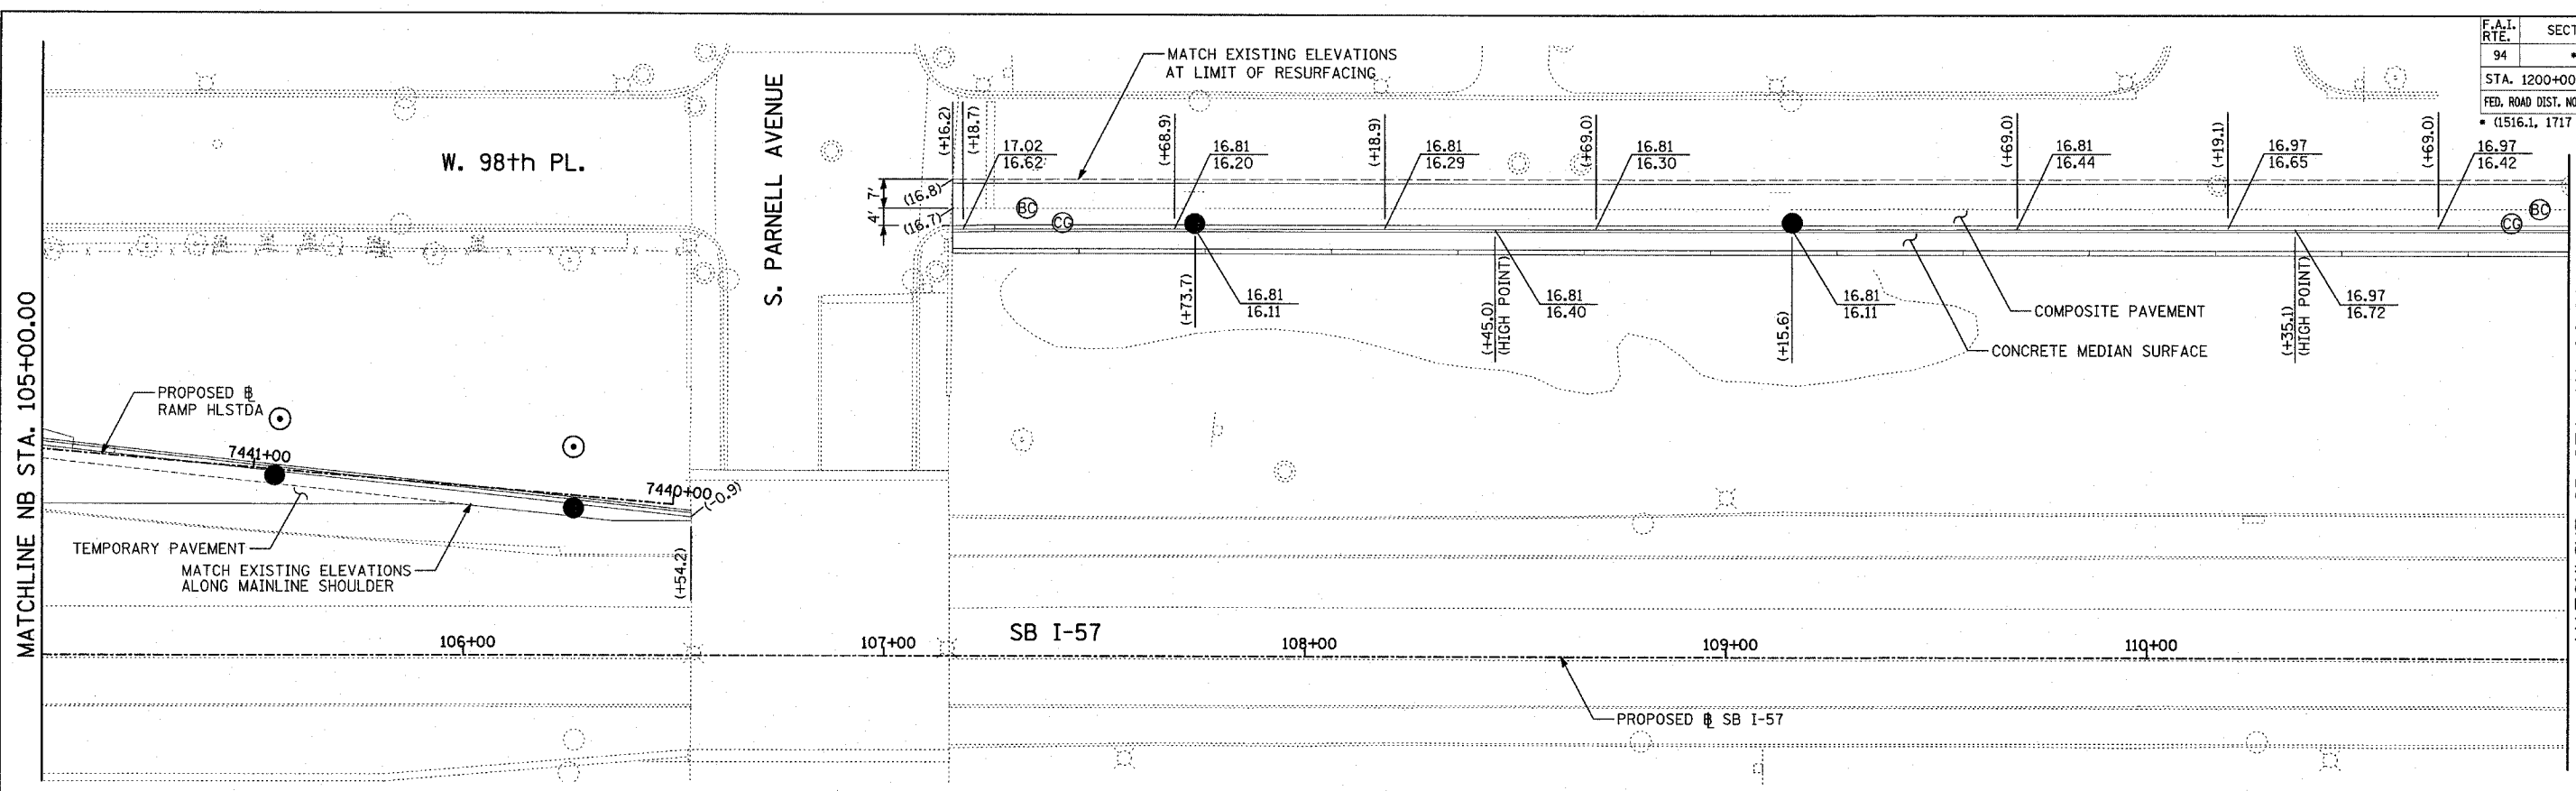 F.A.I.
RTE.
SECT
94
*
STA. 1200+00
FED. ROAD DIST. NO
* (1516.1, 1717
MATCH EXISTING ELEVATIONS
AT LIMIT OF RESURFACING
W. 98th PL.
S. PARNELL AVENUE
(+16.2)
(+18.7)
17.02
16.62
(+68.9)
16.81
16.20
(+18.9)
16.81
16.29
(+69.0)
16.81
16.30
(+69.0)
16.81
16.44
(+19.1)
16.97
16.65
(+69.0)
16.97
16.42
7'
4'
(16.8)
(16.7)
BC
CG
BC
CG
(+73.7)
16.81
16.11
(+45.0)
(HIGH POINT)
16.81
16.40
(+15.6)
16.81
16.11
COMPOSITE PAVEMENT
CONCRETE MEDIAN SURFACE
(+35.1)
(HIGH POINT)
16.97
16.72
MATCHLINE NB STA. 105+00.00
PROPOSED ℄
RAMP HLSTDA
7441+00
7440+00
(-0.9)
TEMPORARY PAVEMENT
MATCH EXISTING ELEVATIONS
ALONG MAINLINE SHOULDER
(+54.2)
106+00
107+00
SB I-57
108+00
109+00
110+00
PROPOSED ℄ SB I-57